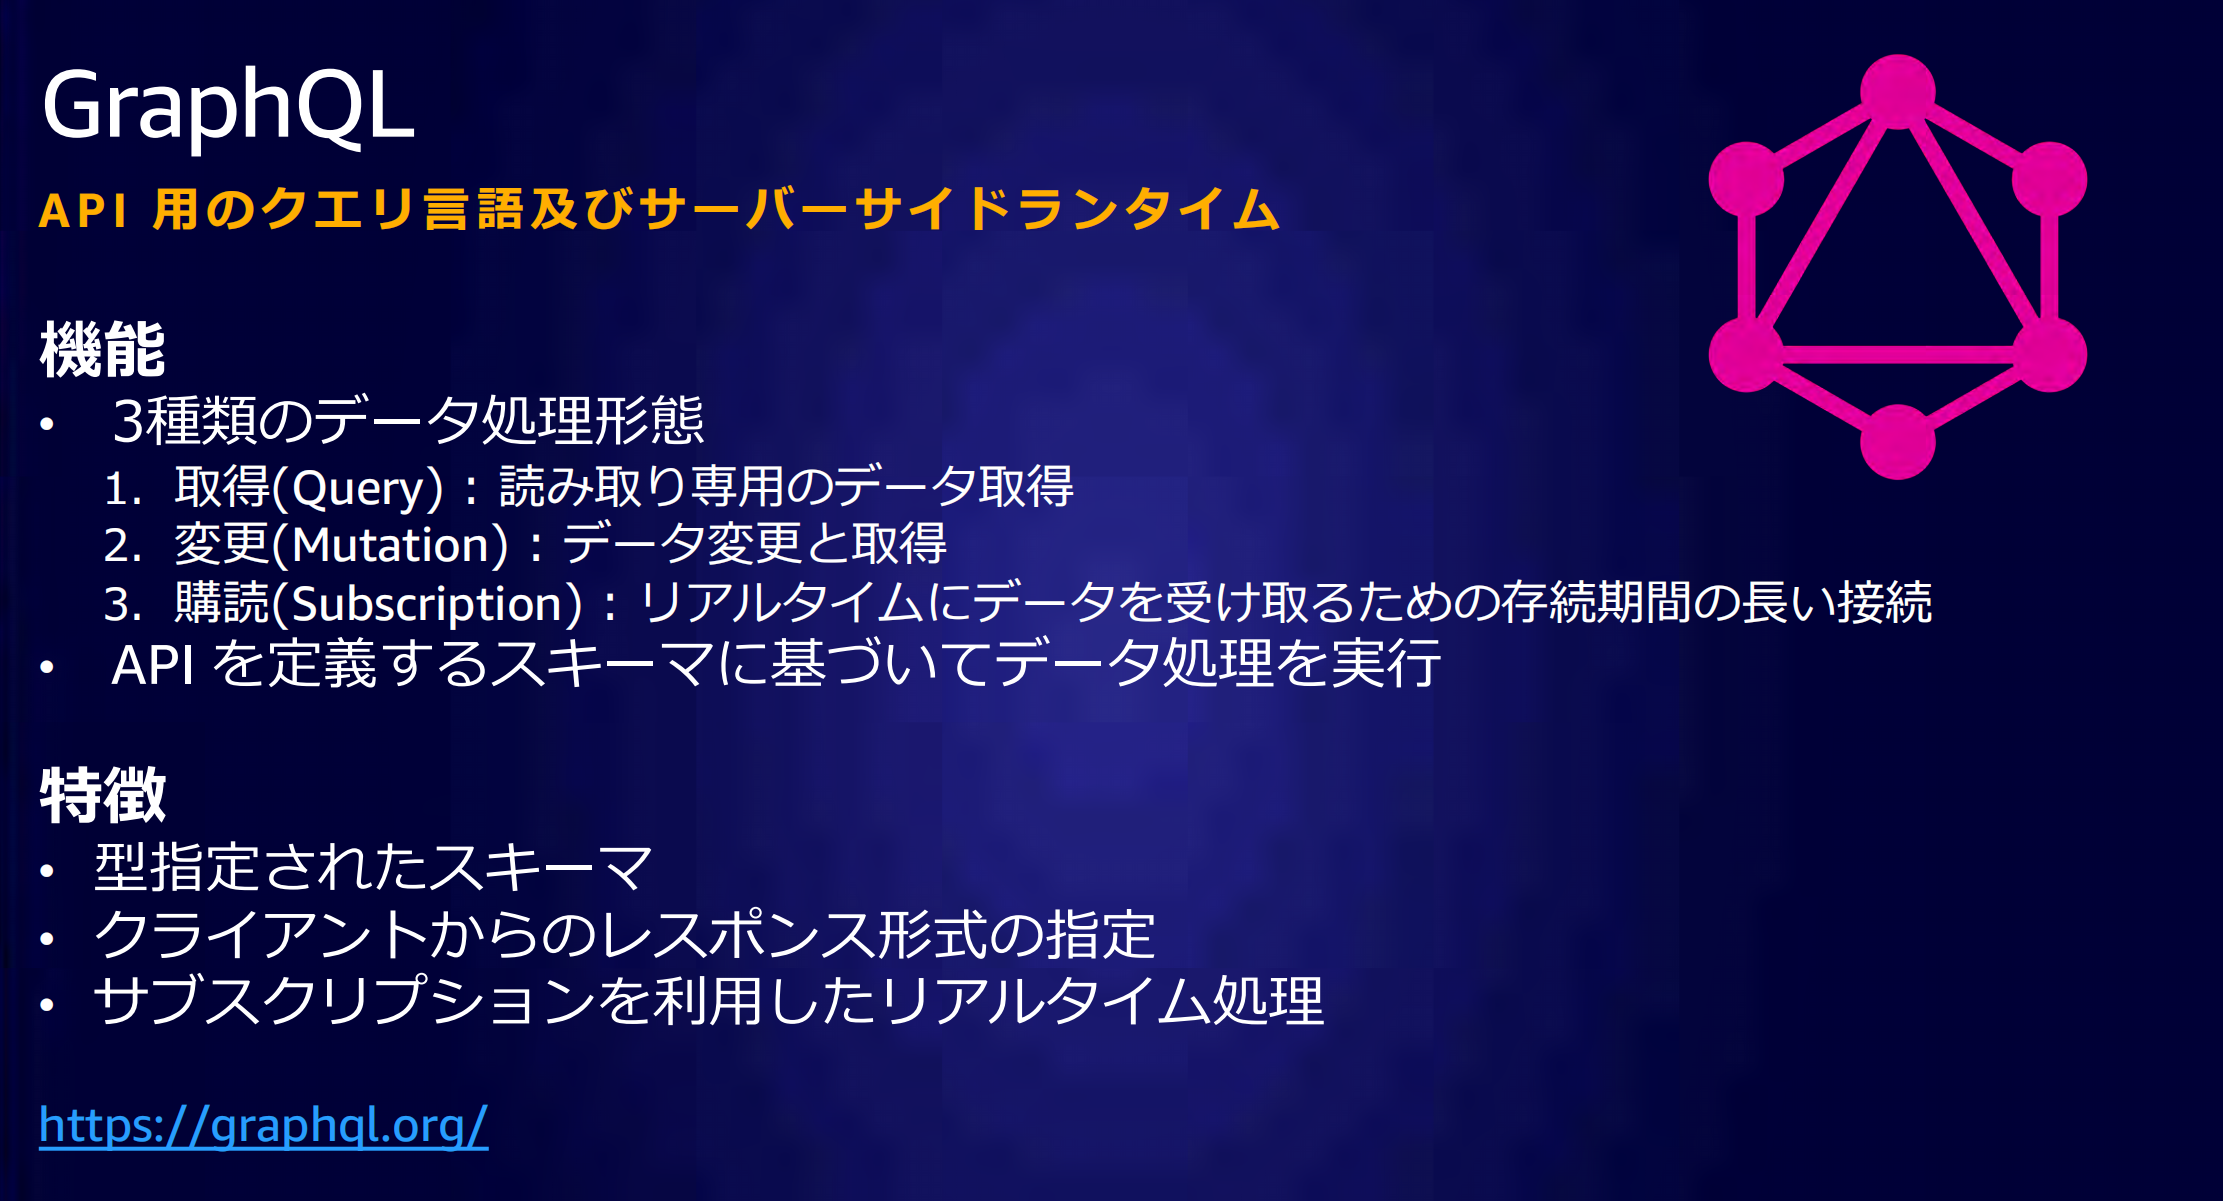 GraphQL
API 用のクエリ言語及びサーバーサイドランタイム
機能
• 3種類のデータ処理形態
1. 取得(Query)：読み取り専用のデータ取得
2. 変更(Mutation)：データ変更と取得
3. 購読(Subscription)：リアルタイムにデータを受け取るための存続期間の長い接続
• API を定義するスキーマに基づいてデータ処理を実行
特徴
• 型指定されたスキーマ
• クライアントからのレスポンス形式の指定
• サブスクリプションを利用したリアルタイム処理
https://graphql.org/